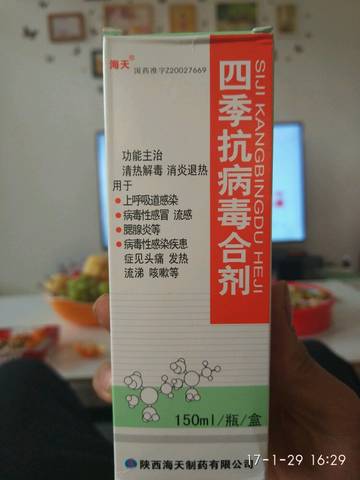 海天®
国药准字Z20027669
四季抗病毒合剂
SIJI KANGBINGDU HEJI
功能主治
清热解毒 消炎退热
用于
●上呼吸道感染
●病毒性感冒 流感
●腮腺炎等
●病毒性感染疾患
症见头痛 发热
流涕 咳嗽等
150ml/瓶/盒
陕西海天制药有限公司
17-1-29 16:29